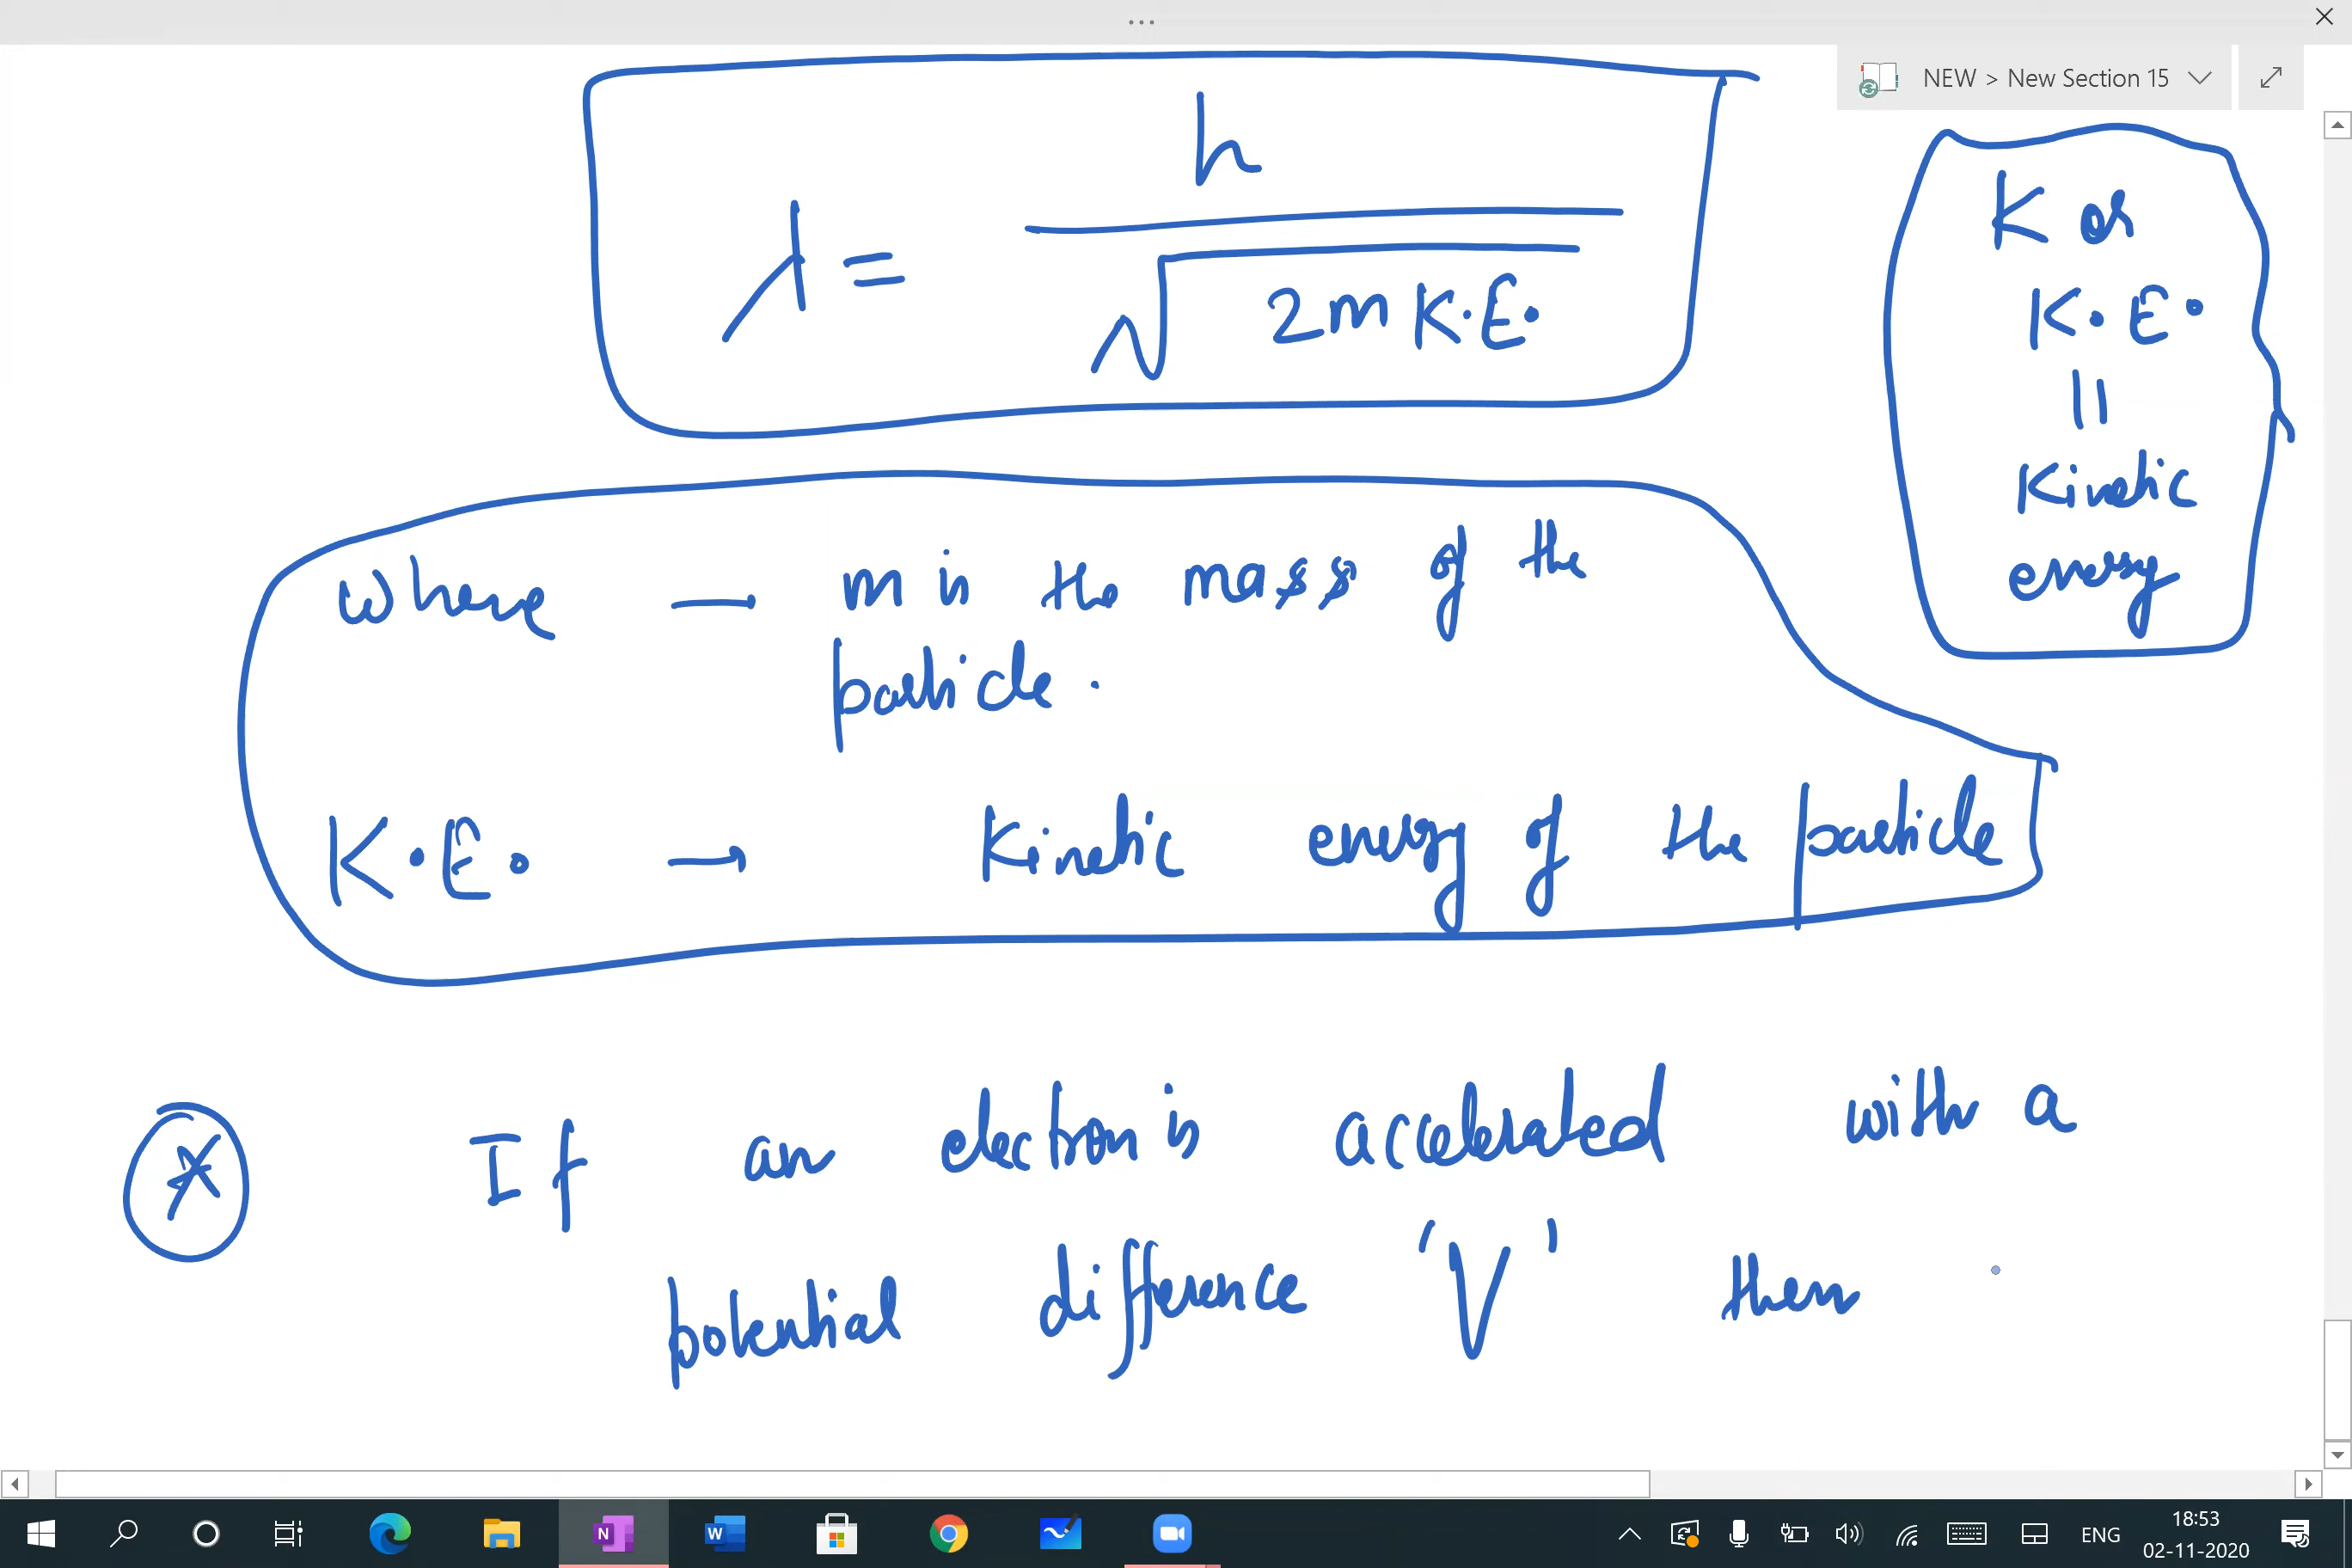 NEW > New Section 15
λ = h / √2m K.E.
K or
K.E.
=
Kinetic
energy
where → m is the mass of the
particle.
K.E. → Kinetic energy of the particle
* If an electron is accelerated with a
potential difference 'V' then
N
W
ENG
18:53
02-11-2020